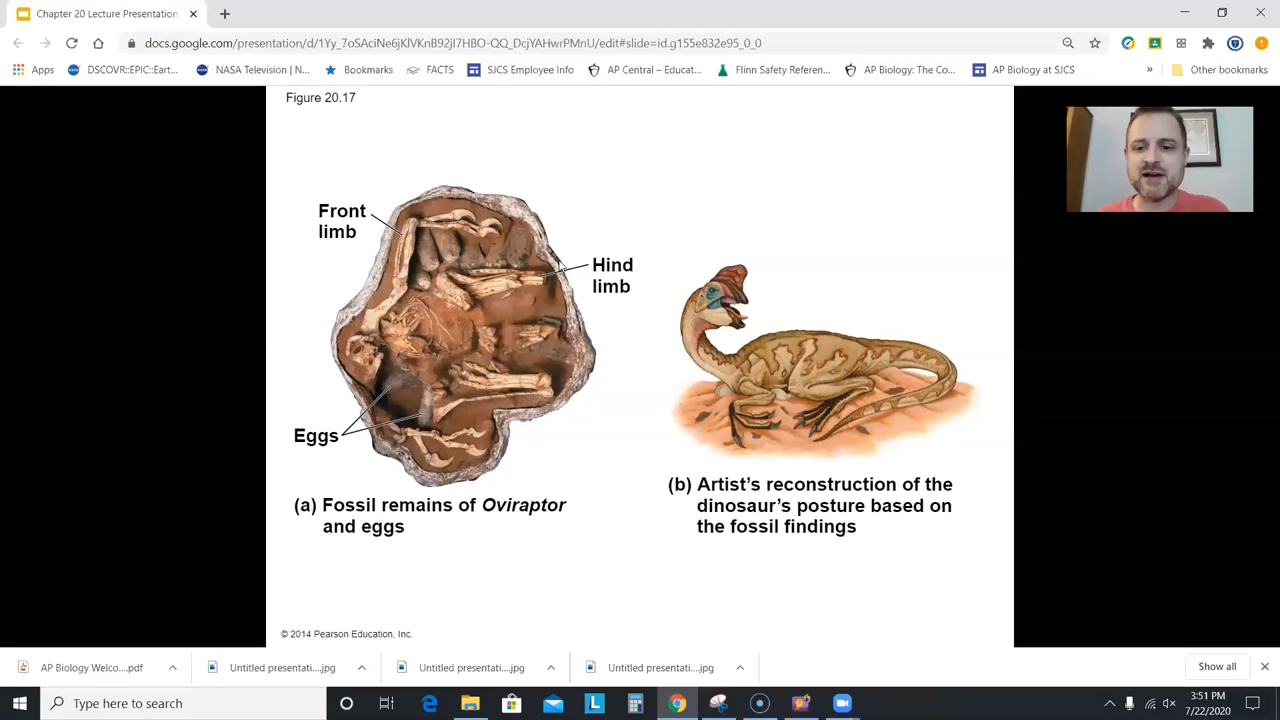 Chapter 20 Lecture Presentation
docs.google.com/presentation/d/1Yy_7oSAciNe6jKlVKnB92iI7HBO-QQ_DcjYAHwrPMnU/edit#slide=id.g155e832e95_0_0
Apps
DSCOVR::EPIC::Eart...
NASA Television | N...
Bookmarks
FACTS
SJCS Employee Info
AP Central – Educat...
Flinn Safety Referen...
AP Biology: The Co...
AP Biology at SJCS
»
Other bookmarks
Figure 20.17
Front
limb
Hind
limb
Eggs
(a) Fossil remains of Oviraptor
and eggs
(b) Artist's reconstruction of the
dinosaur's posture based on
the fossil findings
© 2014 Pearson Education, Inc.
AP Biology Welco....pdf
Untitled presentati....jpg
Untitled presentati....jpg
Untitled presentati....jpg
Show all
Type here to search
3:51 PM
7/22/2020